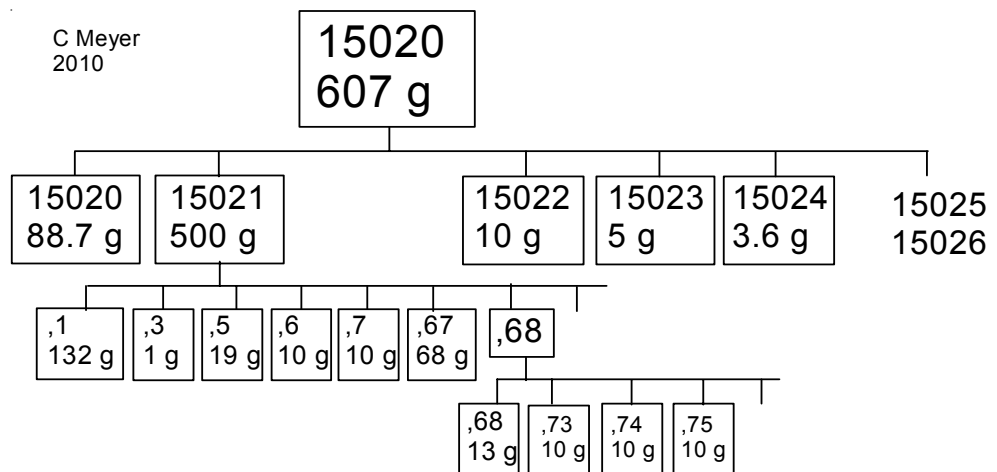 C Meyer
2010
15020
607 g
15020
88.7 g
15021
500 g
15022
10 g
15023
5 g
15024
3.6 g
15025
15026
,1
132 g
,3
1 g
,5
19 g
,6
10 g
,7
10 g
,67
68 g
,68
,68
13 g
,73
10 g
,74
10 g
,75
10 g